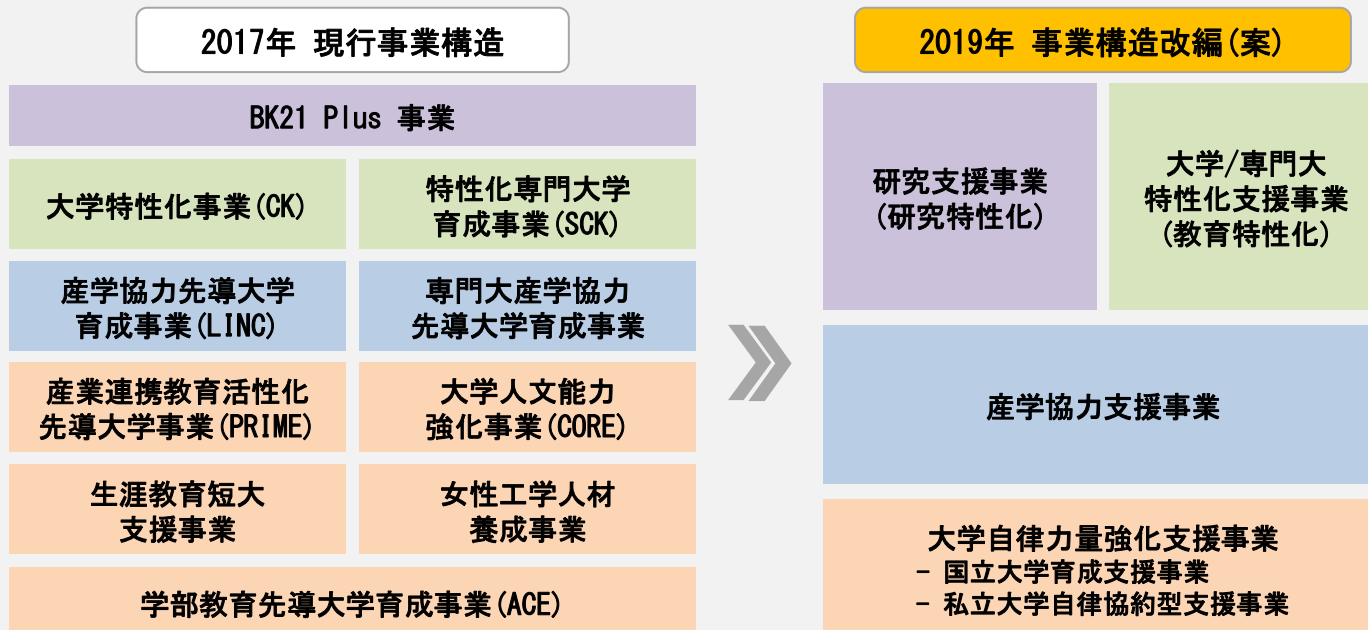 2017年 現行事業構造
BK21 Plus 事業
大学特性化事業(CK)
特性化専門大学
育成事業(SCK)
産学協力先導大学
育成事業(LINC)
専門大産学協力
先導大学育成事業
産業連携教育活性化
先導大学事業(PRIME)
大学人文能力
強化事業(CORE)
生涯教育短大
支援事業
女性工学人材
養成事業
学部教育先導大学育成事業(ACE)
2019年 事業構造改編(案)
研究支援事業
(研究特性化)
大学/専門大
特性化支援事業
(教育特性化)
産学協力支援事業
大学自律力量強化支援事業
- 国立大学育成支援事業
- 私立大学自律協約型支援事業